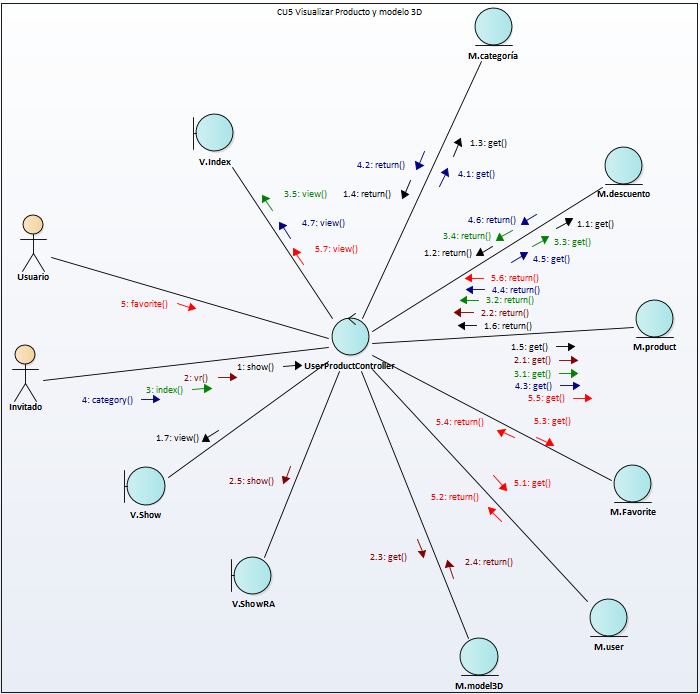 CU5 Visualizar Producto y modelo 3D
M.categoría
V.Index
M.descuento
4.2: return()
1.3: get()
4.1: get()
1.4: return()
3.5: view()
4.7: view()
5.7: view()
4.6: return()
1.1: get()
3.4: return()
3.3: get()
1.2: return()
4.5: get()
Usuario
5: favorite()
5.6: return()
4.4: return()
3.2: return()
2.2: return()
1.6: return()
M.product
UserProductController
1.5: get()
2.1: get()
3.1: get()
4.3: get()
5.5: get()
Invitado
1: show()
2: vr()
3: index()
4: category()
1.7: view()
5.4: return()
5.3: get()
V.Show
2.5: show()
5.1: get()
5.2: return()
M.Favorite
2.3: get()
2.4: return()
V.ShowRA
M.user
M.model3D